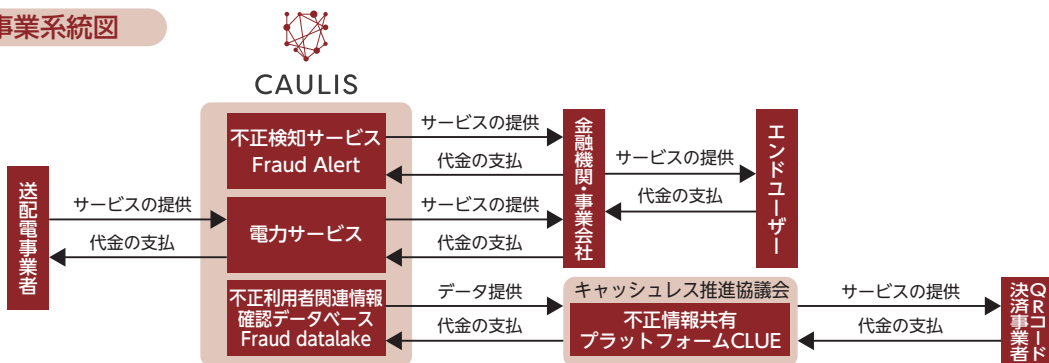 事業系統図
CAULIS
不正検知サービス
Fraud Alert
サービスの提供
代金の支払
金融機関・事業会社
サービスの提供
代金の支払
エンドユーザー
送配電事業者
サービスの提供
代金の支払
電力サービス
サービスの提供
代金の支払
不正利用者関連情報
確認データベース
Fraud datalake
データ提供
代金の支払
キャッシュレス推進協議会
不正情報共有
プラットフォームCLUE
サービスの提供
代金の支払
QRコード
決済事業者